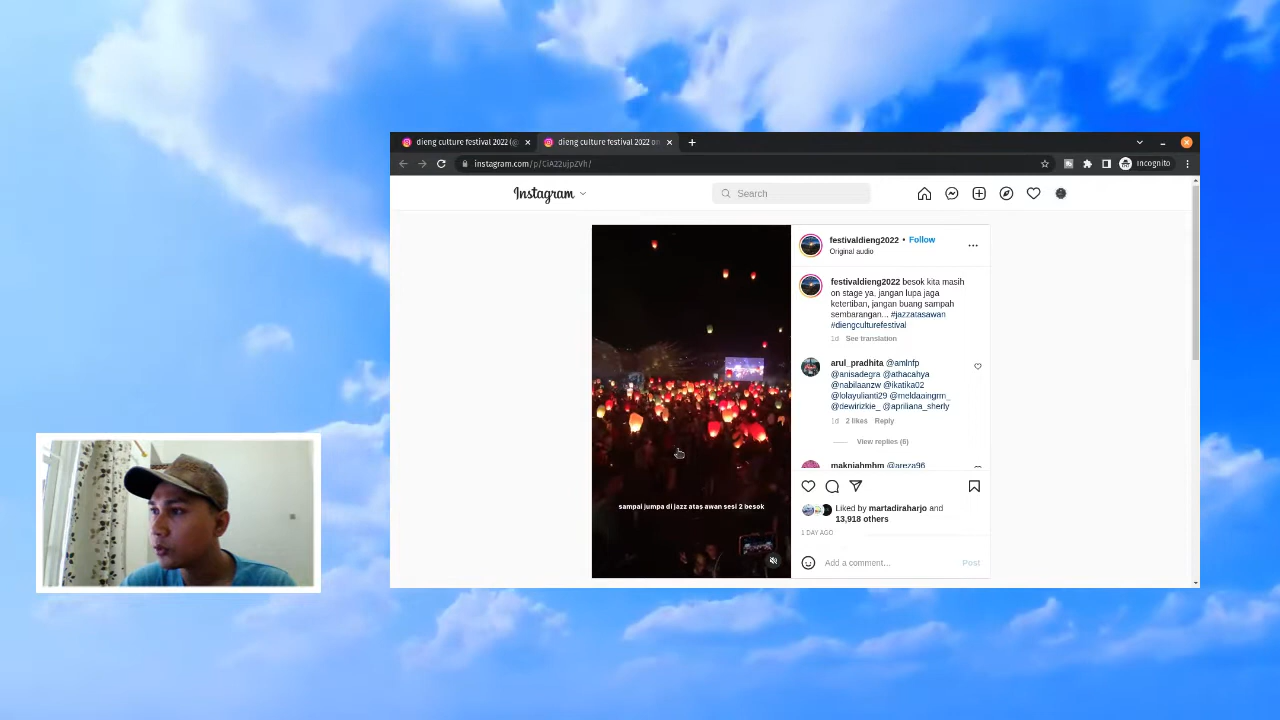 dieng culture festival 2022 (@
dieng culture festival 2022 on
instagram.com/p/CiA22ujpZVh/
Incognito
Instagram
Search
festivaldieng2022 • Follow
Original audio
festivaldieng2022 besok kita masih
on stage ya, jangan lupa jaga
ketertiban, jangan buang sampah
sembarangan... #jazzatasawan
#diengculturefestival
1d See translation
arul_pradhita @amlnfp
@anisadegra @athacahya
@nabilaanzw @ikatika02
@lolayulianti29 @meldaaingrm_
@dewirizkie_ @apriliana_sherly
1d 2 likes Reply
View replies (6)
makniahmhm @areza96
Liked by martadiraharjo and
13,918 others
1 DAY AGO
Add a comment... Post
sampai jumpa di jazz atas awan sesi 2 besok